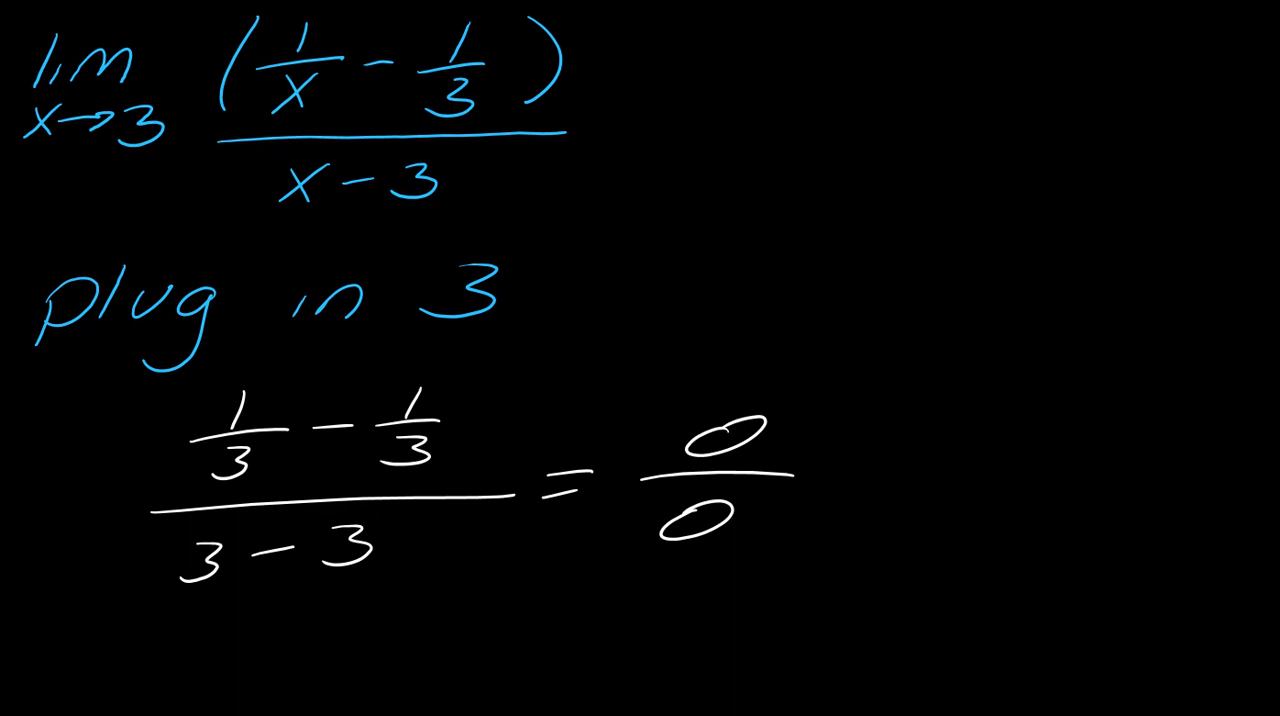 lim x→3 (1/x - 1/3) / x - 3
plug in 3
1/3 - 1/3 / 3 - 3 = 0/0